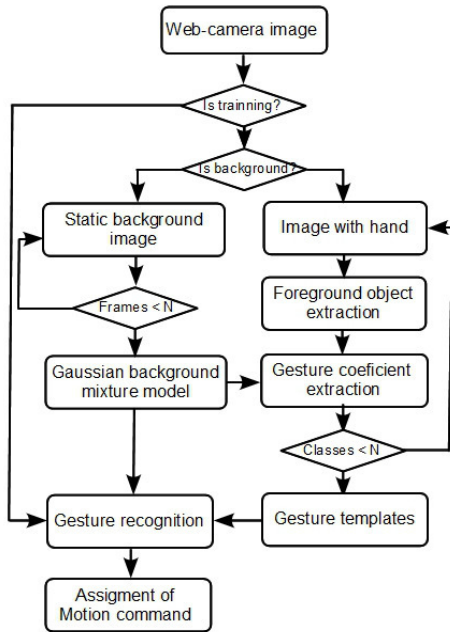 Web-camera image
Is trainning?
Is background?
Static background
image
Image with hand
Frames < N
Foreground object
extraction
Gaussian background
mixture model
Gesture coeficient
extraction
Classes < N
Gesture recognition
Gesture templates
Assigment of
Motion command